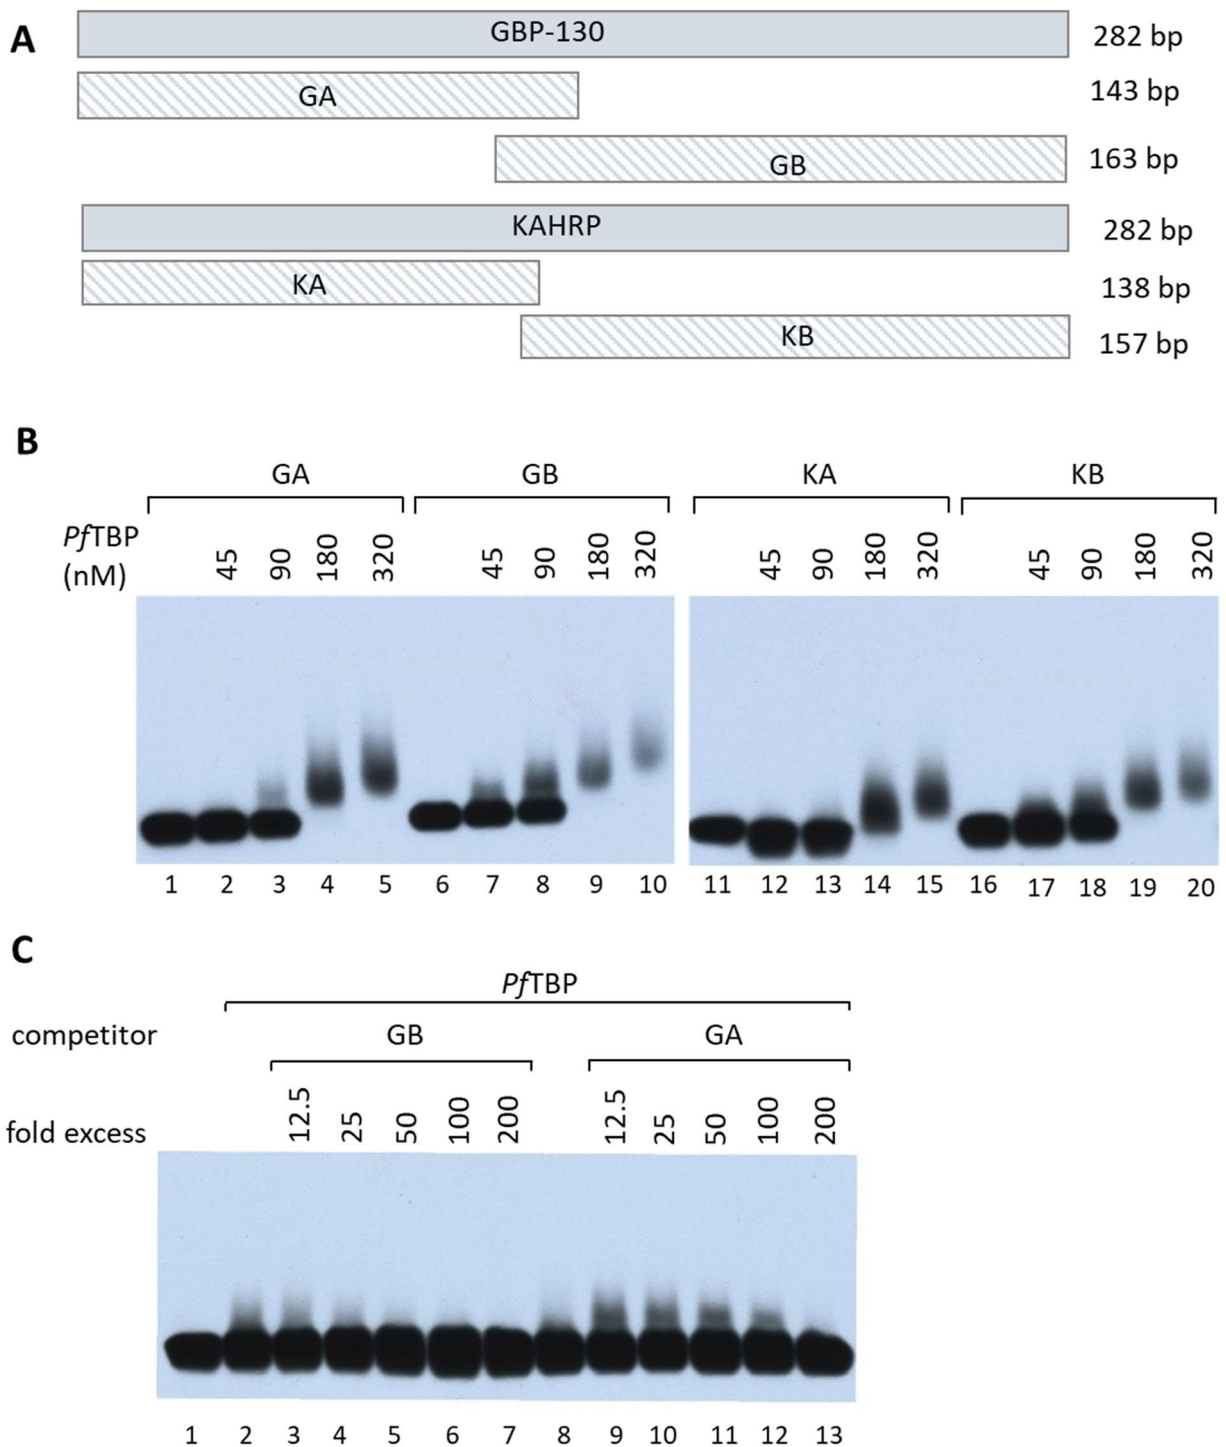 A
GBP-130 282 bp
GA 143 bp
GB 163 bp
KAHRP 282 bp
KA 138 bp
KB 157 bp
B
GA GB KA KB
PfTBP
(nM)
45 90 180 320 45 90 180 320 45 90 180 320 45 90 180 320
1 2 3 4 5 6 7 8 9 10 11 12 13 14 15 16 17 18 19 20
C
PfTBP
competitor GB GA
fold excess 12.5 25 50 100 200 12.5 25 50 100 200
1 2 3 4 5 6 7 8 9 10 11 12 13